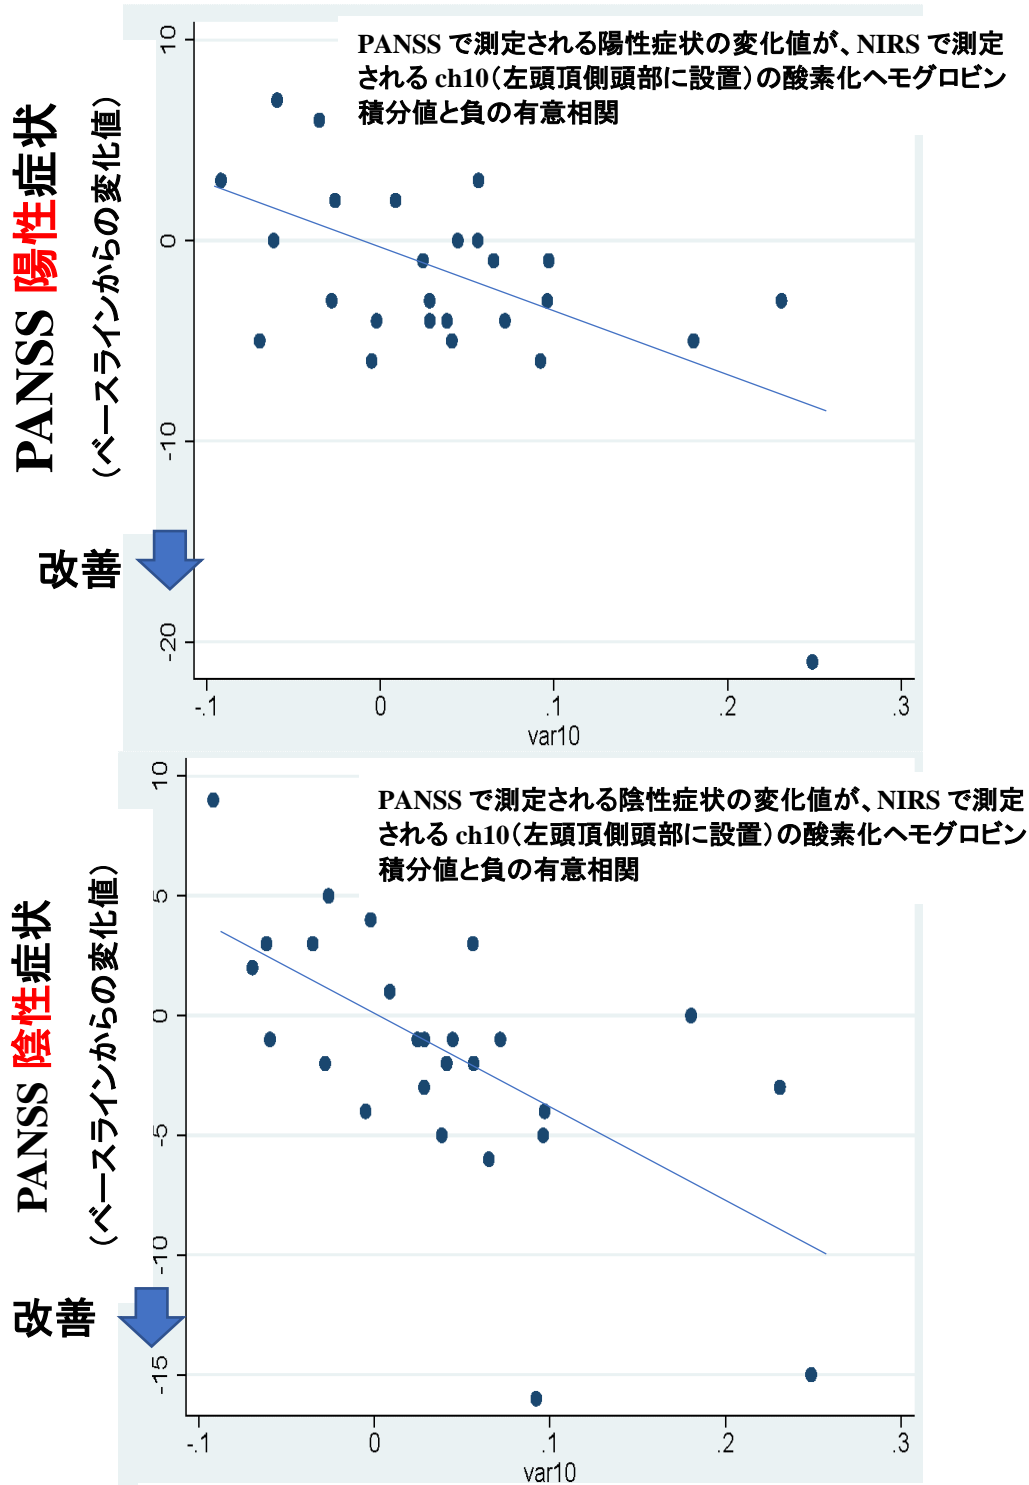 PANSS で測定される陽性症状の変化値が、NIRS で測定
される ch10（左頭頂側頭部に設置）の酸素化ヘモグロビン
積分値と負の有意相関
PANSS 陽性症状
（ベースラインからの変化値）
改善
10
0
-10
-20
-.1 0 .1 .2 .3
var10
PANSS で測定される陰性症状の変化値が、NIRS で測定
される ch10（左頭頂側頭部に設置）の酸素化ヘモグロビン
積分値と負の有意相関
PANSS 陰性症状
（ベースラインからの変化値）
改善
10
5
0
-5
-10
-15
-.1 0 .1 .2 .3
var10